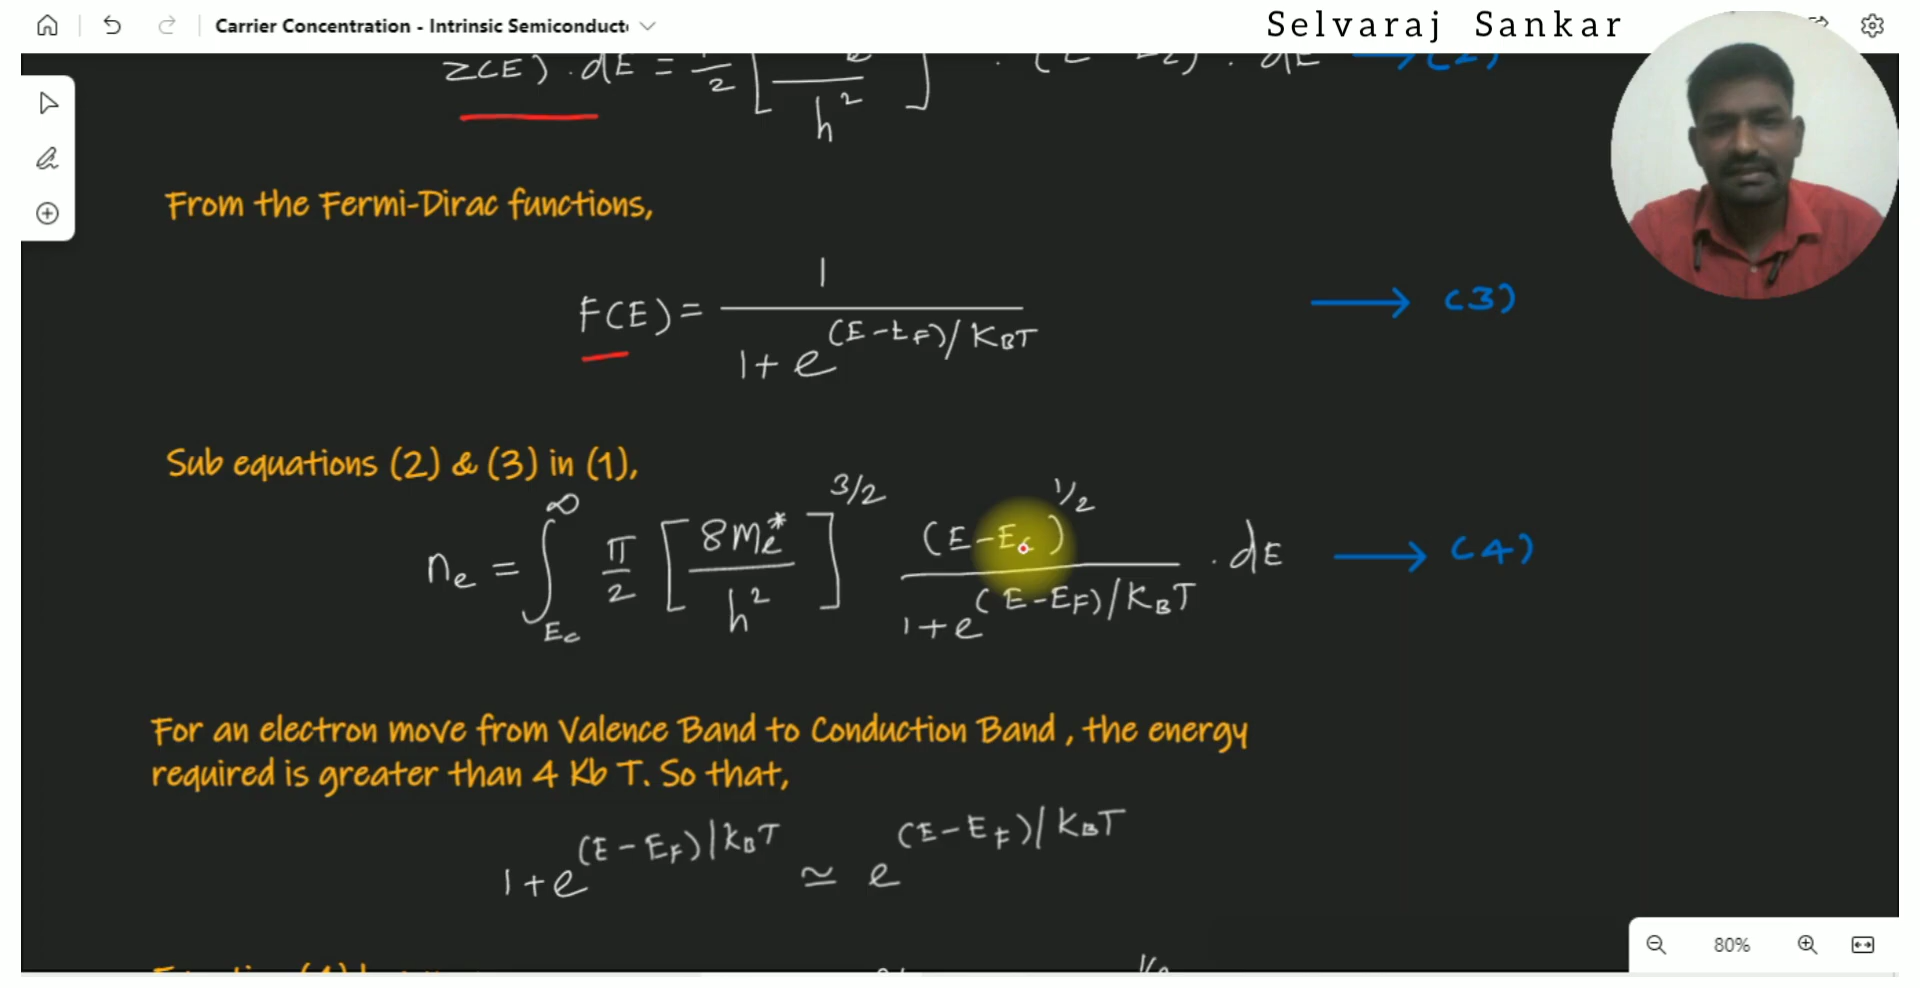 Carrier Concentration - Intrinsic Semiconduct
Selvaraj Sankar
Z(E) . dE = π/2 [ / h² ] . (E - Ec) . dE → (2)
From the Fermi-Dirac functions,
F(E) = 1 / 1 + e^(E-EF)/KBT → (3)
Sub equations (2) & (3) in (1),
ne = ∫Ec^∞ π/2 [8me*/h²]^3/2 (E-Ec)^1/2 / 1+e^(E-EF)/KBT . dE → (4)
For an electron move from Valence Band to Conduction Band , the energy
required is greater than 4 Kb T. So that,
1+e^(E-EF)/KBT ≃ e^(E-EF)/KBT
80%